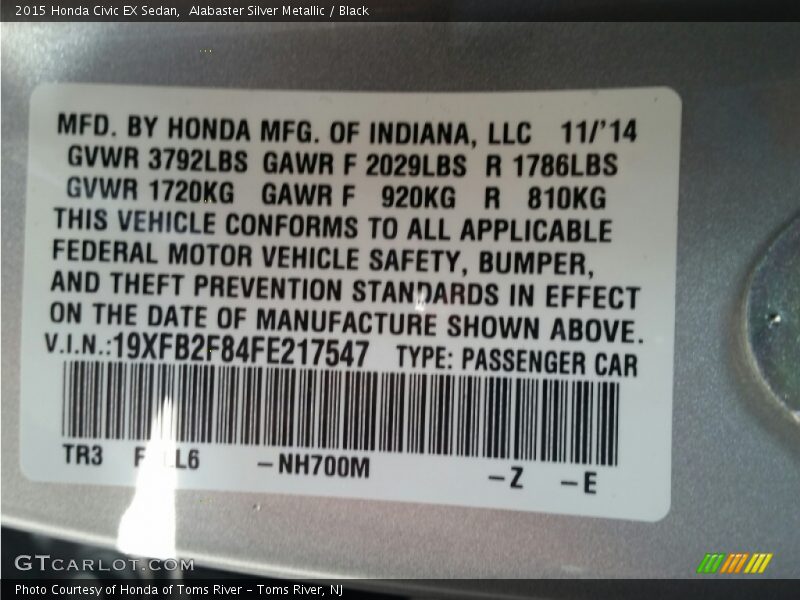 2015 Honda Civic EX Sedan,  Alabaster Silver Metallic / Black
MFD. BY HONDA MFG. OF INDIANA, LLC 11/'14
GVWR 3792LBS GAWR F 2029LBS R 1786LBS
GVWR 1720KG GAWR F 920KG R 810KG
THIS VEHICLE CONFORMS TO ALL APPLICABLE
FEDERAL MOTOR VEHICLE SAFETY, BUMPER,
AND THEFT PREVENTION STANDARDS IN EFFECT
ON THE DATE OF MANUFACTURE SHOWN ABOVE.
V.I.N.:19XFB2F84FE217547 TYPE: PASSENGER CAR
TR3 -NH700M -Z -E
GTCARLOT.COM
Photo Courtesy of Honda of Toms River - Toms River, NJ